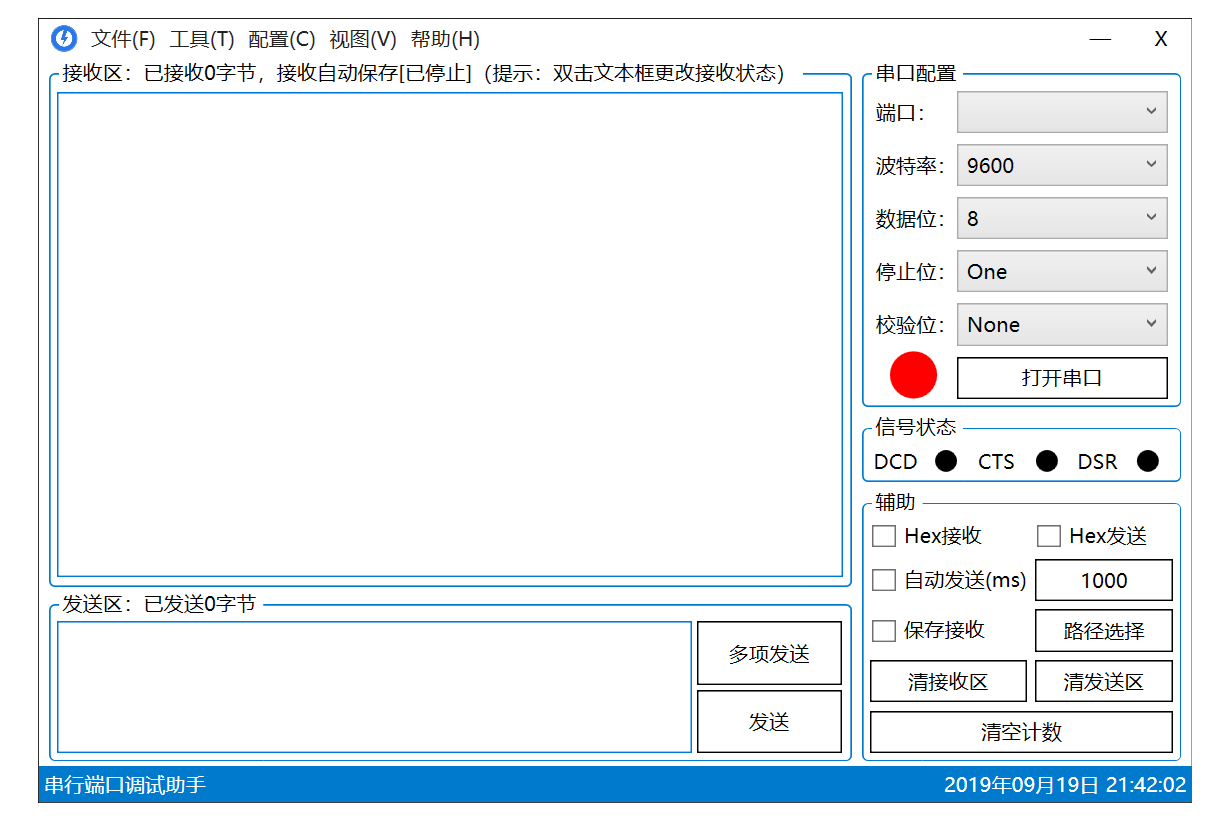 文件(F) 工具(T) 配置(C) 视图(V) 帮助(H) — X
接收区：已接收0字节，接收自动保存[已停止]（提示：双击文本框更改接收状态）
串口配置
端口：
波特率： 9600
数据位： 8
停止位： One
校验位： None
打开串口
信号状态
DCD CTS DSR
辅助
Hex接收 Hex发送
自动发送(ms) 1000
保存接收 路径选择
清接收区 清发送区
清空计数
发送区：已发送0字节
多项发送
发送
串行端口调试助手 2019年09月19日 21:42:02